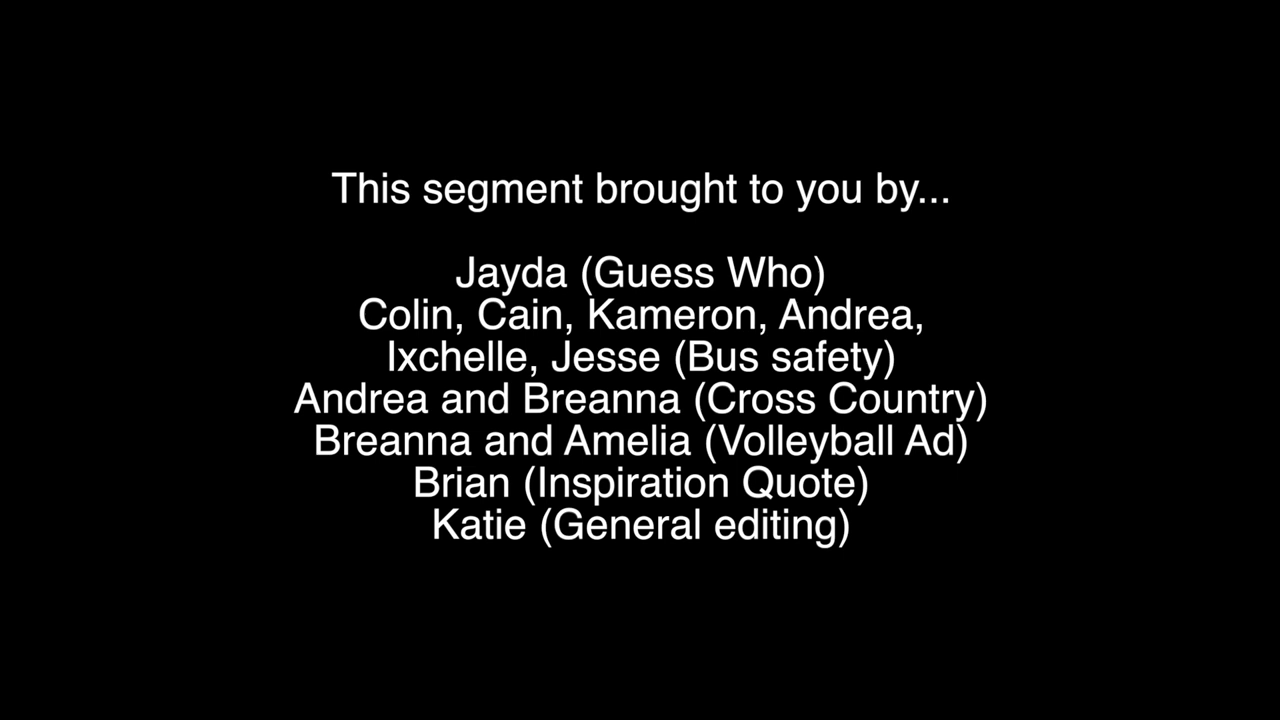 This segment brought to you by...
Jayda (Guess Who)
Colin, Cain, Kameron, Andrea,
Ixchelle, Jesse (Bus safety)
Andrea and Breanna (Cross Country)
Breanna and Amelia (Volleyball Ad)
Brian (Inspiration Quote)
Katie (General editing)